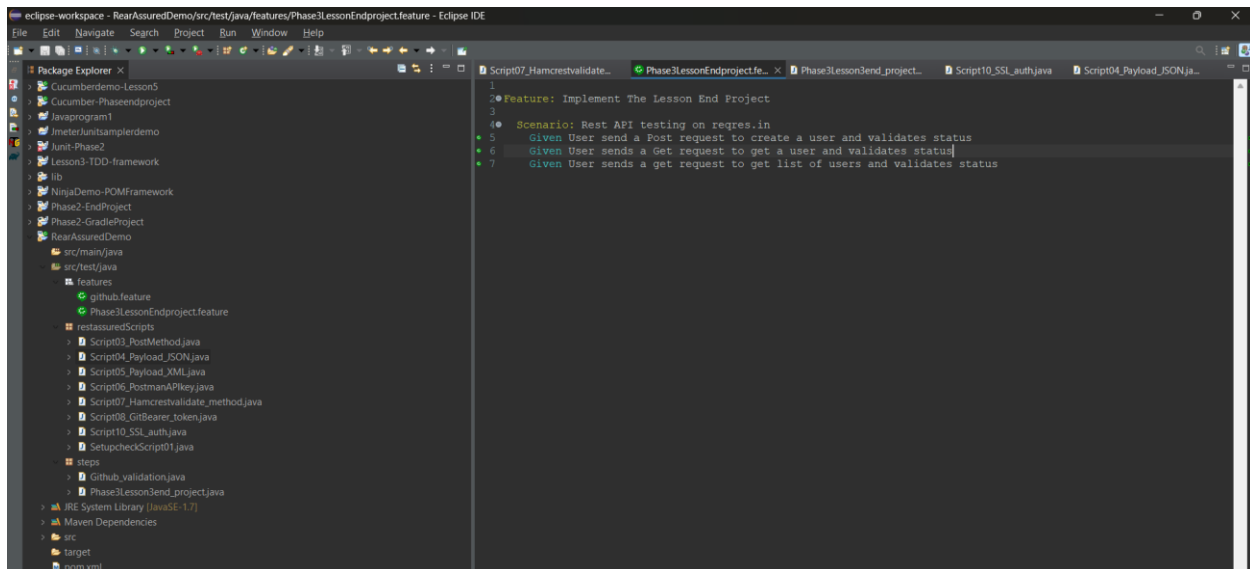 eclipse-workspace - RearAssuredDemo/src/test/java/features/Phase3LessonEndproject.feature - Eclipse IDE
File Edit Navigate Search Project Run Window Help
Package Explorer
Cucumberdemo-Lesson5
Cucumber-Phaseendproject
Javaprogram1
JmeterJunitsamplerdemo
Junit-Phase2
Lesson3-TDD-framework
lib
NinjaDemo-POMFramework
Phase2-EndProject
Phase2-GradleProject
RearAssuredDemo
src/main/java
src/test/java
features
github.feature
Phase3LessonEndproject.feature
restassuredScripts
Script03_PostMethod.java
Script04_Payload_JSON.java
Script05_Payload_XML.java
Script06_PostmanAPIkey.java
Script07_Hamcrestvalidate_method.java
Script08_GitBearer_token.java
Script10_SSL_auth.java
SetupcheckScript01.java
steps
Github_validation.java
Phase3Lesson3end_project.java
JRE System Library [JavaSE-1.7]
Maven Dependencies
src
target
pom.xml
Script07_Hamcrestvalidate... Phase3LessonEndproject.fe... Phase3Lesson3end_project... Script10_SSL_auth.java Script04_Payload_JSON.ja...
1
2 Feature: Implement The Lesson End Project
3
4 Scenario: Rest API testing on reqres.in
5 Given User send a Post request to create a user and validates status
6 Given User sends a Get request to get a user and validates status
7 Given User sends a get request to get list of users and validates status